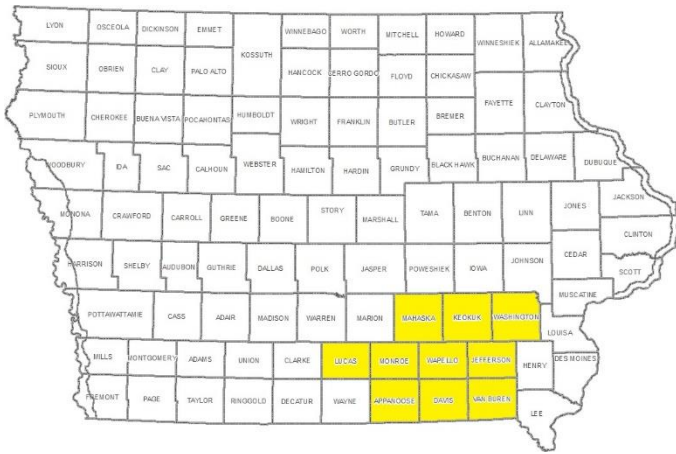 LYON OSCEOLA DICKINSON EMMET KOSSUTH WINNEBAGO WORTH MITCHELL HOWARD WINNESHIEK ALLAMAKEE
SIOUX OBRIEN CLAY PALO ALTO HANCOCK CERRO GORDO FLOYD CHICKASAW
PLYMOUTH CHEROKEE BUENA VISTA POCAHONTAS HUMBOLDT WRIGHT FRANKLIN BUTLER BREMER FAYETTE CLAYTON
WOODBURY IDA SAC CALHOUN WEBSTER HAMILTON HARDIN GRUNDY BLACK HAWK BUCHANAN DELAWARE DUBUQUE
MONONA CRAWFORD CARROLL GREENE BOONE STORY MARSHALL TAMA BENTON LINN JONES JACKSON
CLINTON
HARRISON SHELBY AUDUBON GUTHRIE DALLAS POLK JASPER POWESHIEK IOWA JOHNSON CEDAR SCOTT
MUSCATINE
POTTAWATTAMIE CASS ADAIR MADISON WARREN MARION MAHASKA KEOKUK WASHINGTON LOUISA
MILLS MONTGOMERY ADAMS UNION CLARKE LUCAS MONROE WAPELLO JEFFERSON HENRY DES MOINES
FREMONT PAGE TAYLOR RINGGOLD DECATUR WAYNE APPANOOSE DAVIS VAN BUREN LEE